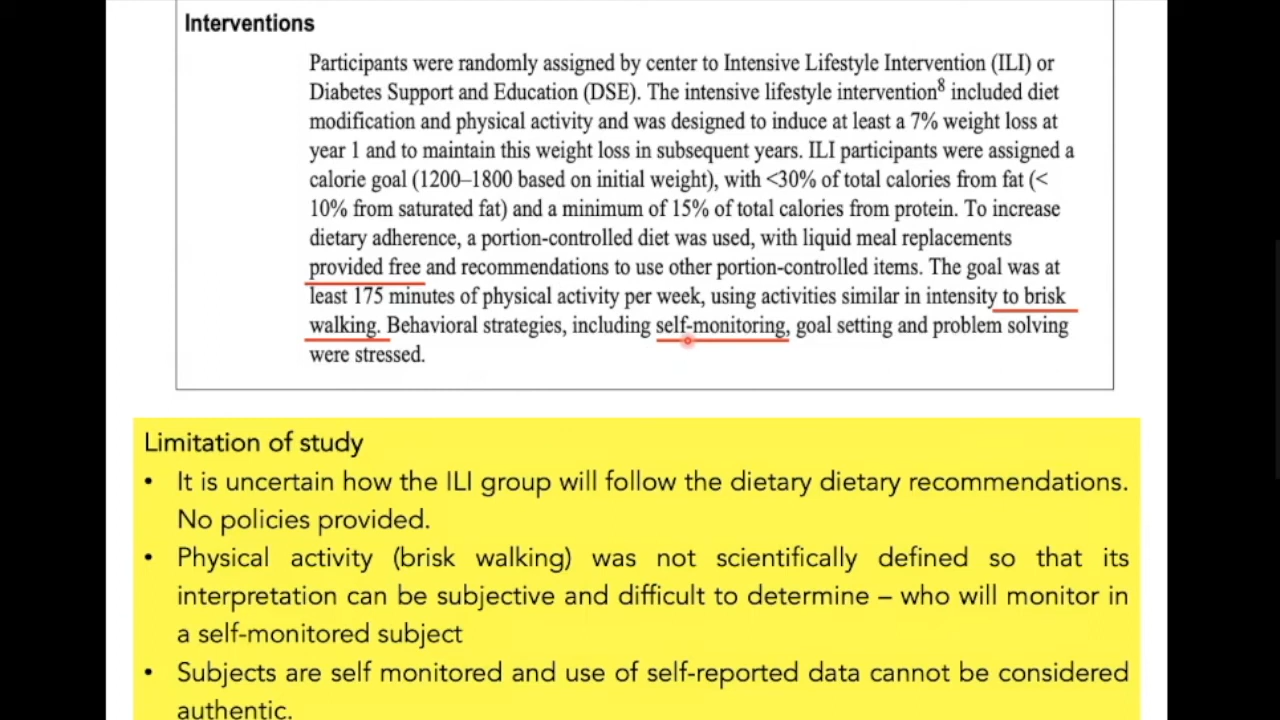 Interventions
Participants were randomly assigned by center to Intensive Lifestyle Intervention (ILI) or
Diabetes Support and Education (DSE). The intensive lifestyle intervention8 included diet
modification and physical activity and was designed to induce at least a 7% weight loss at
year 1 and to maintain this weight loss in subsequent years. ILI participants were assigned a
calorie goal (1200–1800 based on initial weight), with <30% of total calories from fat (<
10% from saturated fat) and a minimum of 15% of total calories from protein. To increase
dietary adherence, a portion-controlled diet was used, with liquid meal replacements
provided free and recommendations to use other portion-controlled items. The goal was at
least 175 minutes of physical activity per week, using activities similar in intensity to brisk
walking. Behavioral strategies, including self-monitoring, goal setting and problem solving
were stressed.
Limitation of study
• It is uncertain how the ILI group will follow the dietary dietary recommendations.
No policies provided.
• Physical activity (brisk walking) was not scientifically defined so that its
interpretation can be subjective and difficult to determine – who will monitor in
a self-monitored subject
• Subjects are self monitored and use of self-reported data cannot be considered
authentic.